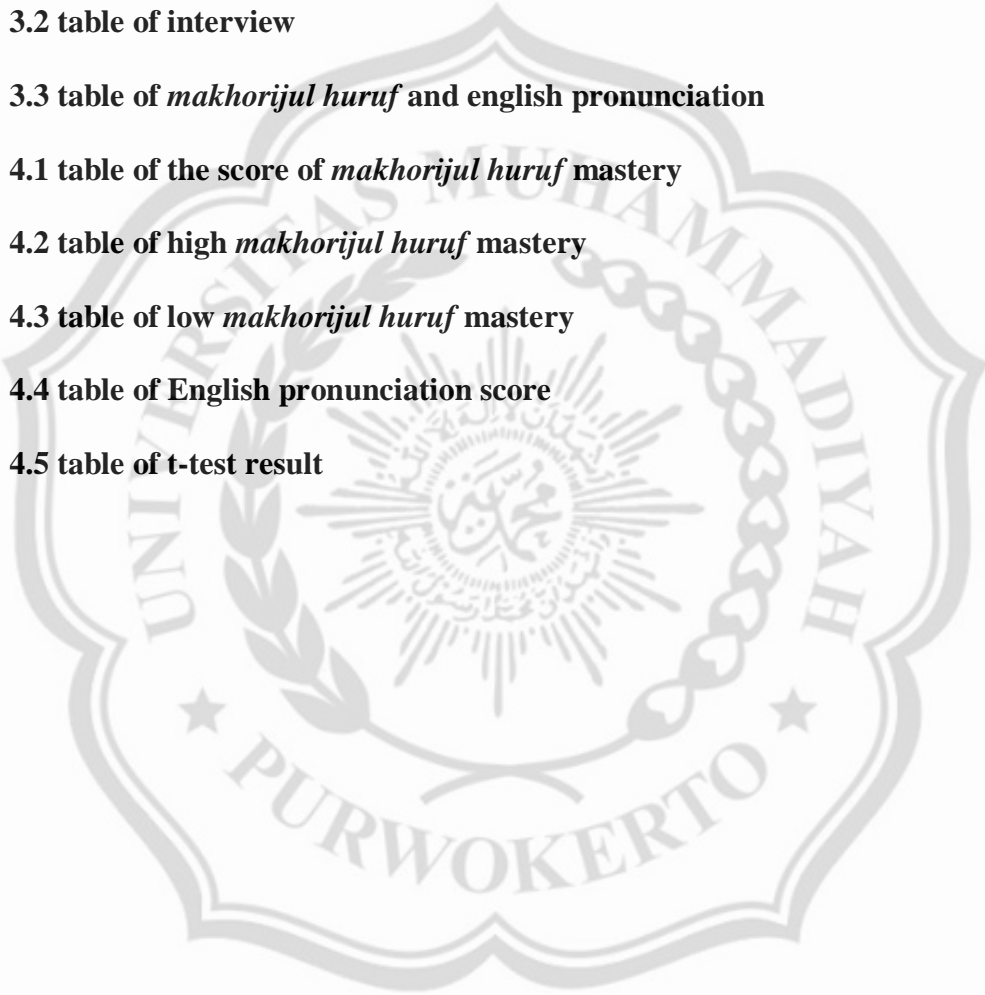 3.2 table of interview
3.3 table of makhorijul huruf and english pronunciation
4.1 table of the score of makhorijul huruf mastery
4.2 table of high makhorijul huruf mastery
4.3 table of low makhorijul huruf mastery
4.4 table of English pronunciation score
4.5 table of t-test result
UNIVERSITAS MUHAMMADIYAH
PURWOKERTO